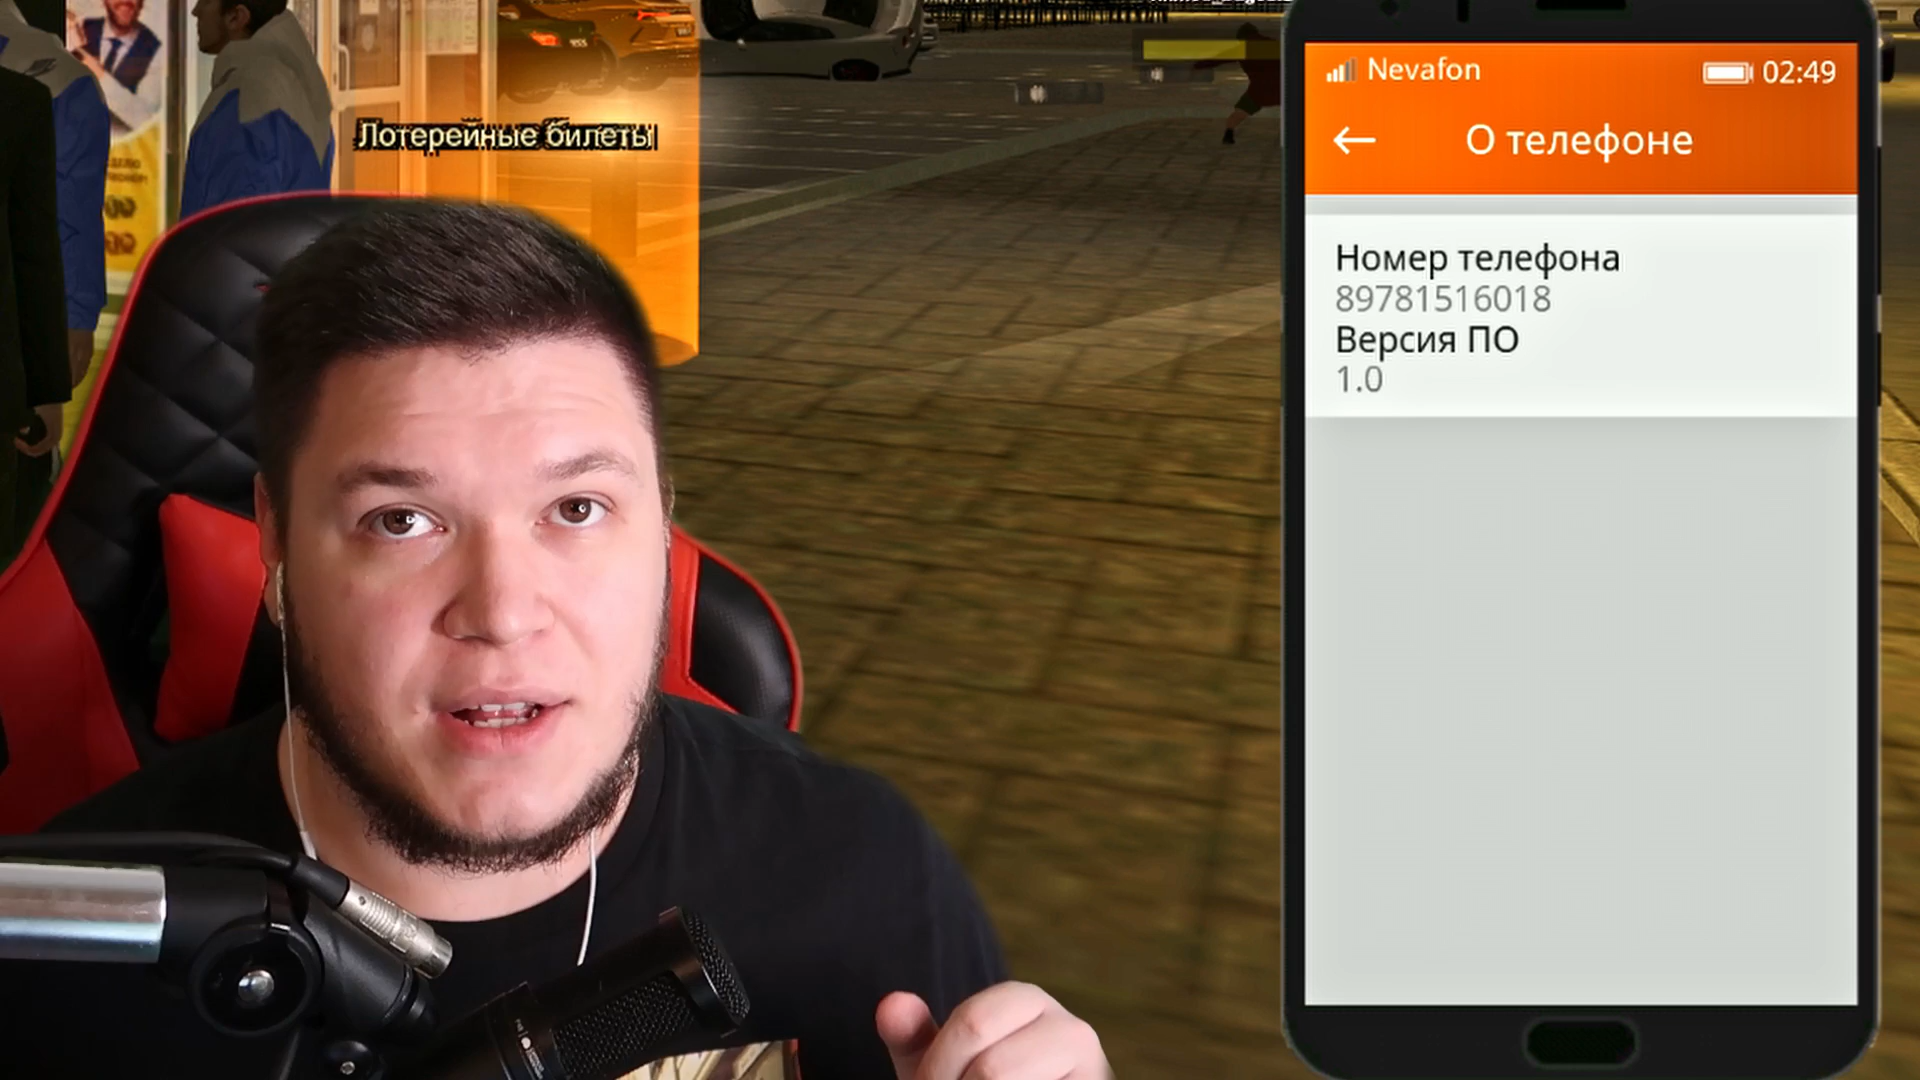 Nevafon 02:49
О телефоне
Лотерейные билеты
Номер телефона
89781516018
Версия ПО
1.0